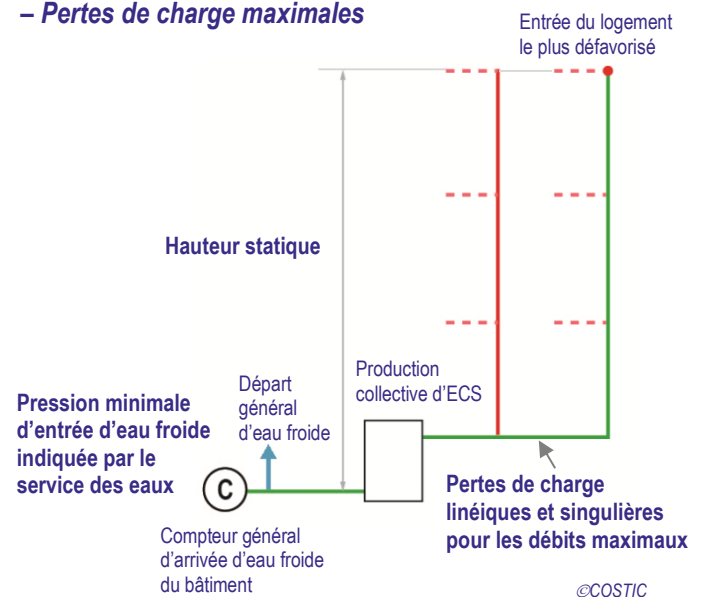 – Pertes de charge maximales
Entrée du logement
le plus défavorisé
Hauteur statique
Production
collective d'ECS
Départ
général
d'eau froide
Pression minimale
d'entrée d'eau froide
indiquée par le
service des eaux
C
Pertes de charge
linéiques et singulières
pour les débits maximaux
Compteur général
d'arrivée d'eau froide
du bâtiment
©COSTIC